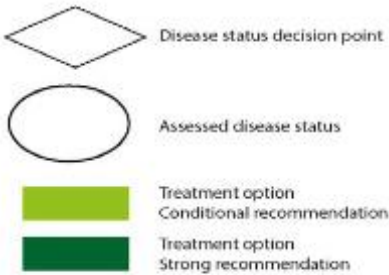 Disease status decision point
Assessed disease status
Treatment option
Conditional recommendation
Treatment option
Strong recommendation